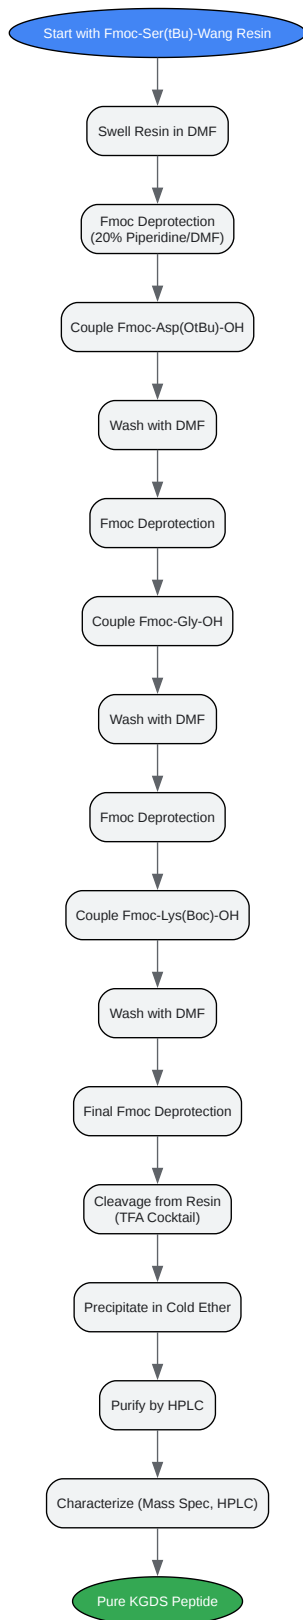 Start with Fmoc-Ser(tBu)-Wang Resin
Swell Resin in DMF
Fmoc Deprotection
(20% Piperidine/DMF)
Couple Fmoc-Asp(OtBu)-OH
Wash with DMF
Fmoc Deprotection
Couple Fmoc-Gly-OH
Wash with DMF
Fmoc Deprotection
Couple Fmoc-Lys(Boc)-OH
Wash with DMF
Final Fmoc Deprotection
Cleavage from Resin
(TFA Cocktail)
Precipitate in Cold Ether
Purify by HPLC
Characterize (Mass Spec, HPLC)
Pure KGDS Peptide